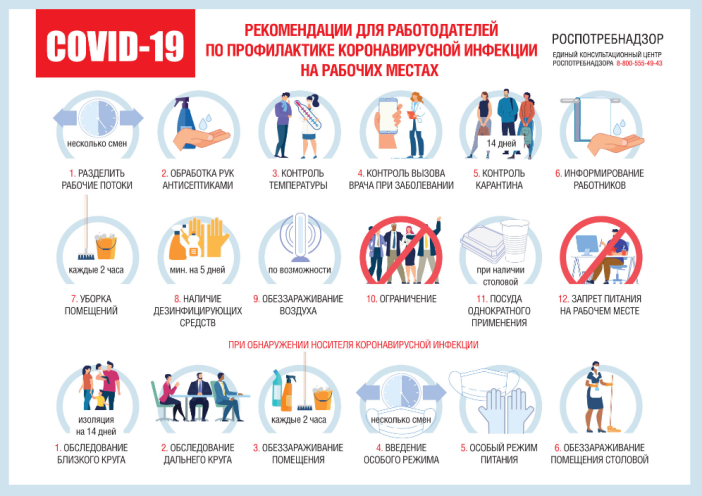 COVID-19
РЕКОМЕНДАЦИИ ДЛЯ РАБОТОДАТЕЛЕЙ
ПО ПРОФИЛАКТИКЕ КОРОНАВИРУСНОЙ ИНФЕКЦИИ
НА РАБОЧИХ МЕСТАХ
РОСПОТРЕБНАДЗОР
ЕДИНЫЙ КОНСУЛЬТАЦИОННЫЙ ЦЕНТР
РОСПОТРЕБНАДЗОРА 8-800-555-49-43
несколько смен
1. РАЗДЕЛИТЬ
РАБОЧИЕ ПОТОКИ
2. ОБРАБОТКА РУК
АНТИСЕПТИКАМИ
3. КОНТРОЛЬ
ТЕМПЕРАТУРЫ
4. КОНТРОЛЬ ВЫЗОВА
ВРАЧА ПРИ ЗАБОЛЕВАНИИ
14 дней
5. КОНТРОЛЬ
КАРАНТИНА
6. ИНФОРМИРОВАНИЕ
РАБОТНИКОВ
каждые 2 часа
7. УБОРКА
ПОМЕЩЕНИЙ
мин. на 5 дней
8. НАЛИЧИЕ
ДЕЗИНФИЦИРУЮЩИХ
СРЕДСТВ
по возможности
9. ОБЕЗЗАРАЖИВАНИЕ
ВОЗДУХА
10. ОГРАНИЧЕНИЕ
при наличии
столовой
11. ПОСУДА
ОДНОКРАТНОГО
ПРИМЕНЕНИЯ
12. ЗАПРЕТ ПИТАНИЯ
НА РАБОЧЕМ МЕСТЕ
ПРИ ОБНАРУЖЕНИИ НОСИТЕЛЯ КОРОНАВИРУСНОЙ ИНФЕКЦИИ
изоляция
на 14 дней
1. ОБСЛЕДОВАНИЕ
БЛИЗКОГО КРУГА
2. ОБСЛЕДОВАНИЕ
ДАЛЬНЕГО КРУГА
каждые 2 часа
3. ОБЕЗЗАРАЖИВАНИЕ
ПОМЕЩЕНИЯ
несколько смен
4. ВВЕДЕНИЕ
ОСОБОГО РЕЖИМА
5. ОСОБЫЙ РЕЖИМ
ПИТАНИЯ
6. ОБЕЗЗАРАЖИВАНИЕ
ПОМЕЩЕНИЯ СТОЛОВОЙ